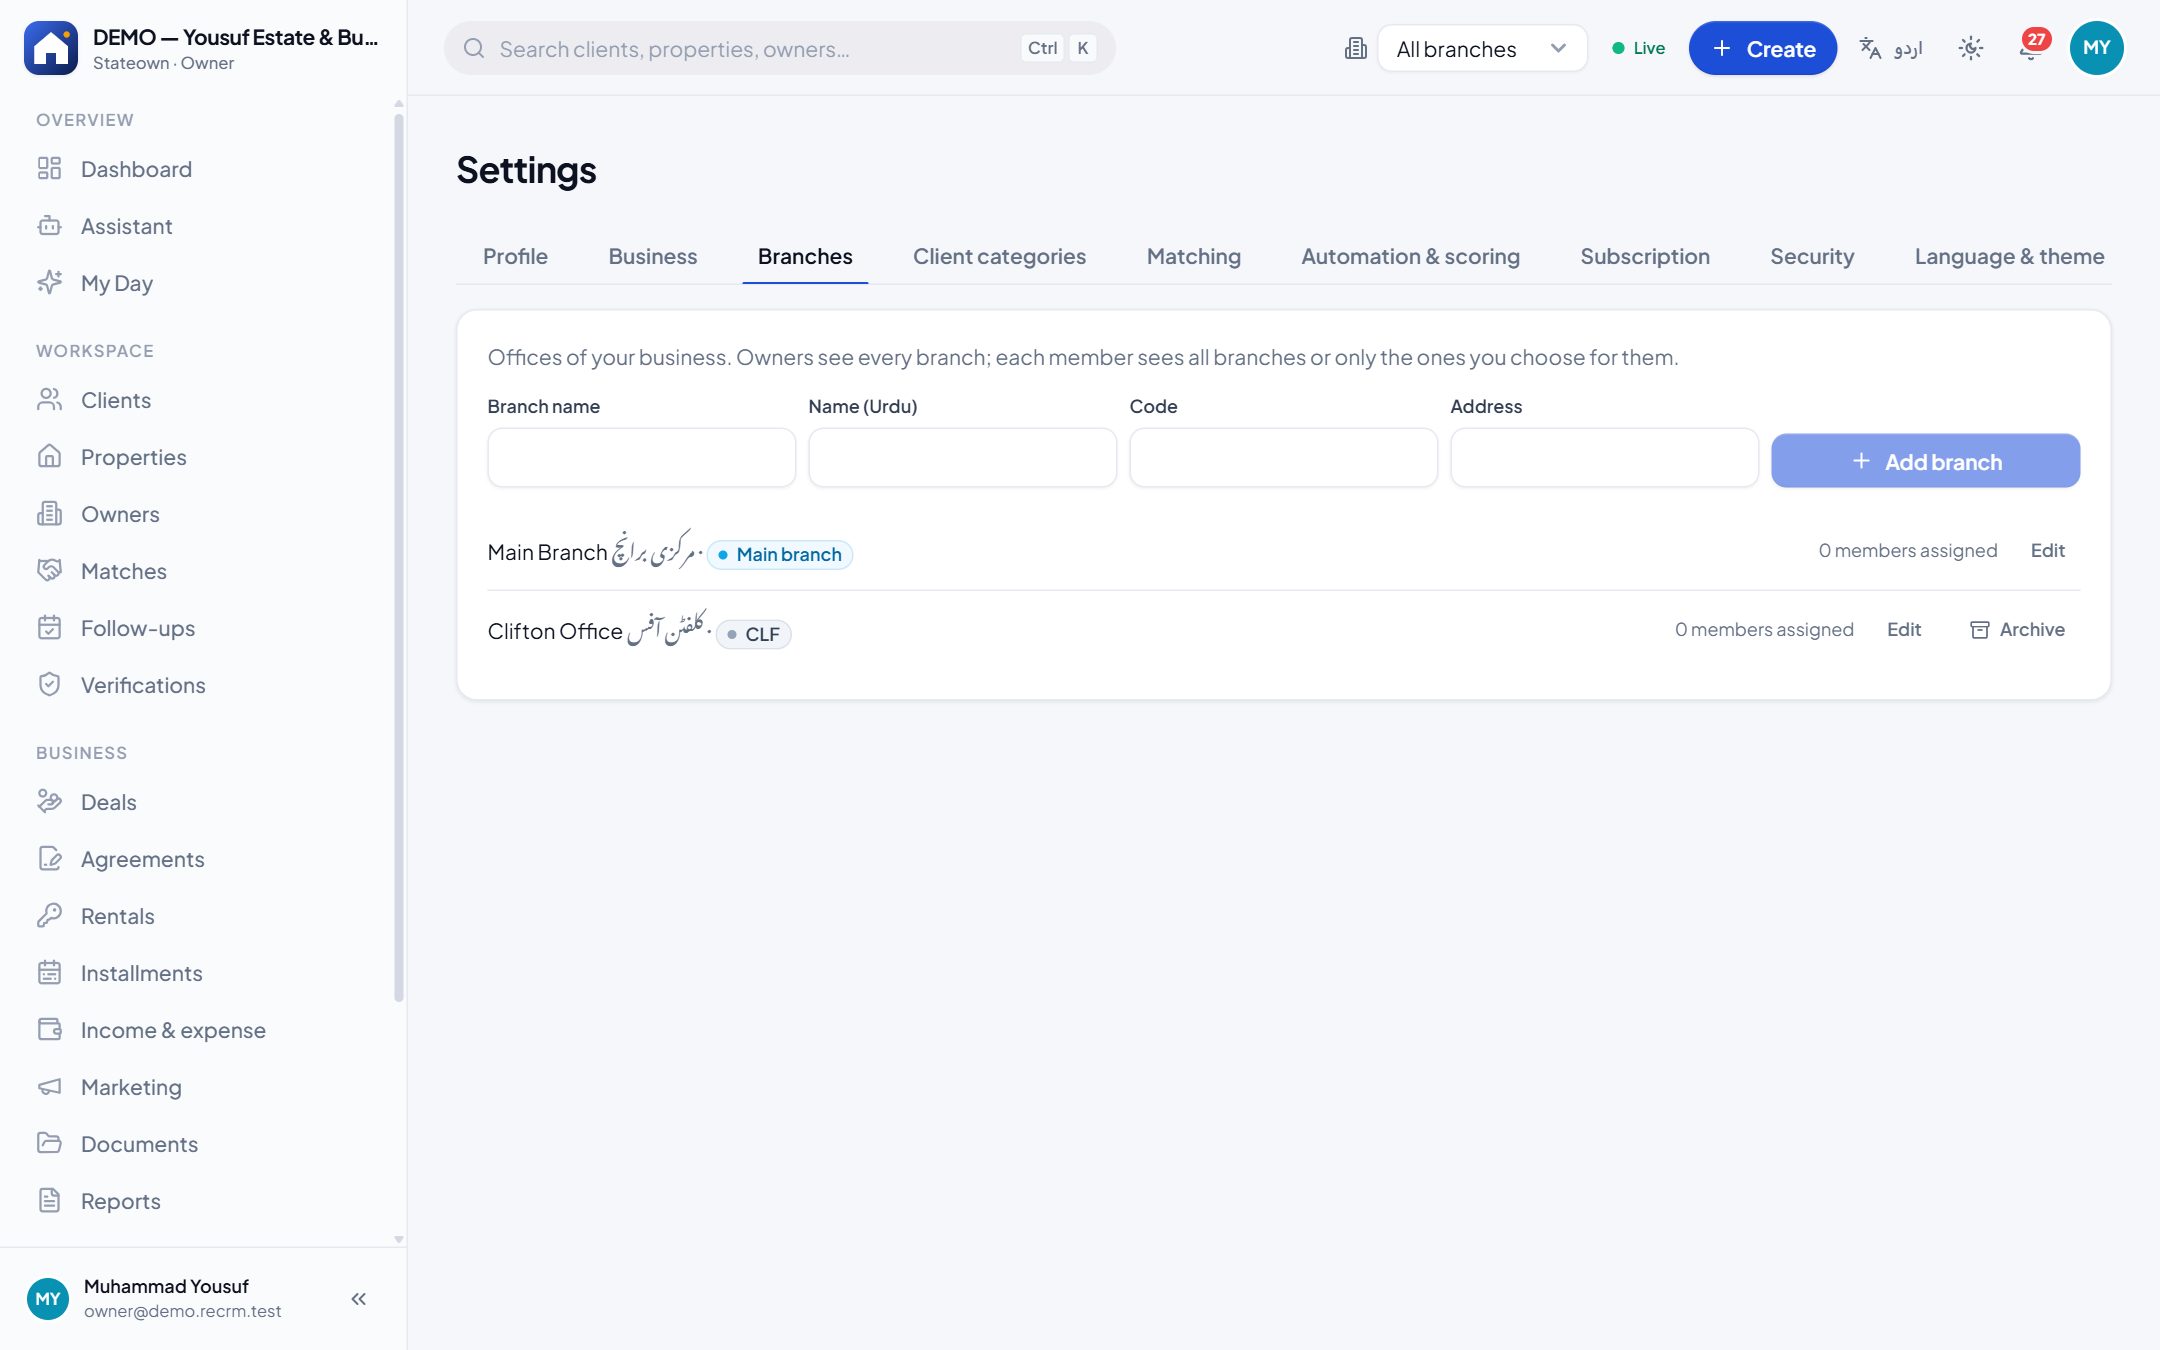 DEMO — Yousuf Estate & Bu...
Stateown · Owner
Search clients, properties, owners...
Ctrl K
All branches
Live
+ Create
اردو
27
MY
OVERVIEW
Dashboard
Assistant
My Day
WORKSPACE
Clients
Properties
Owners
Matches
Follow-ups
Verifications
BUSINESS
Deals
Agreements
Rentals
Installments
Income & expense
Marketing
Documents
Reports
MY
Muhammad Yousuf
owner@demo.recrm.test
Settings
Profile Business Branches Client categories Matching Automation & scoring Subscription Security Language & theme
Offices of your business. Owners see every branch; each member sees all branches or only the ones you choose for them.
Branch name Name (Urdu) Code Address
+ Add branch
Main Branch · مرکزی برانچ Main branch 0 members assigned Edit
Clifton Office · کلفٹن آفس CLF 0 members assigned Edit Archive